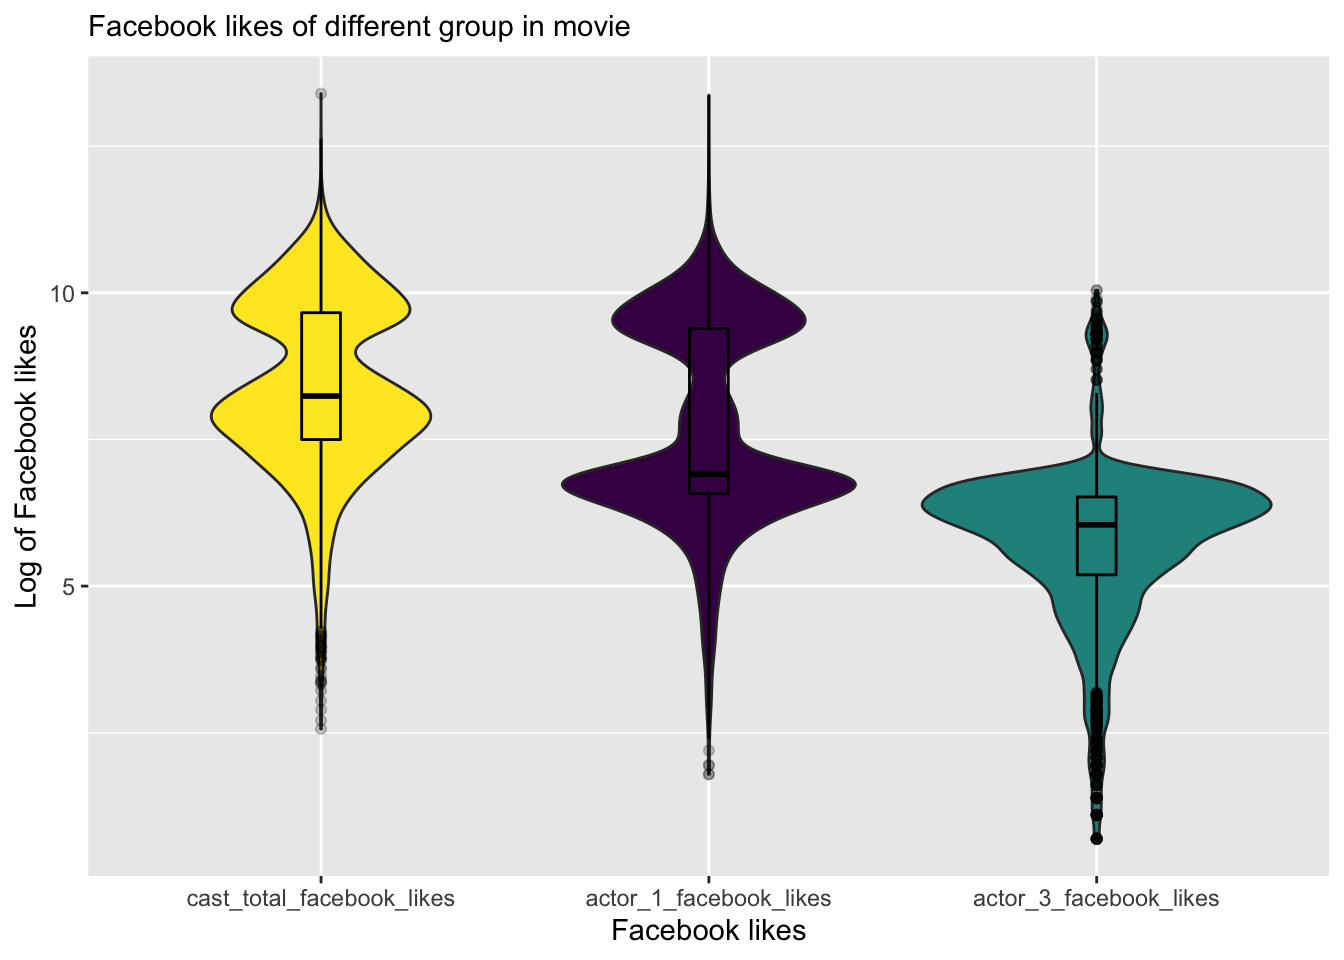 Facebook likes of different group in movie
Log of Facebook likes
10
5
cast_total_facebook_likes
actor_1_facebook_likes
actor_3_facebook_likes
Facebook likes